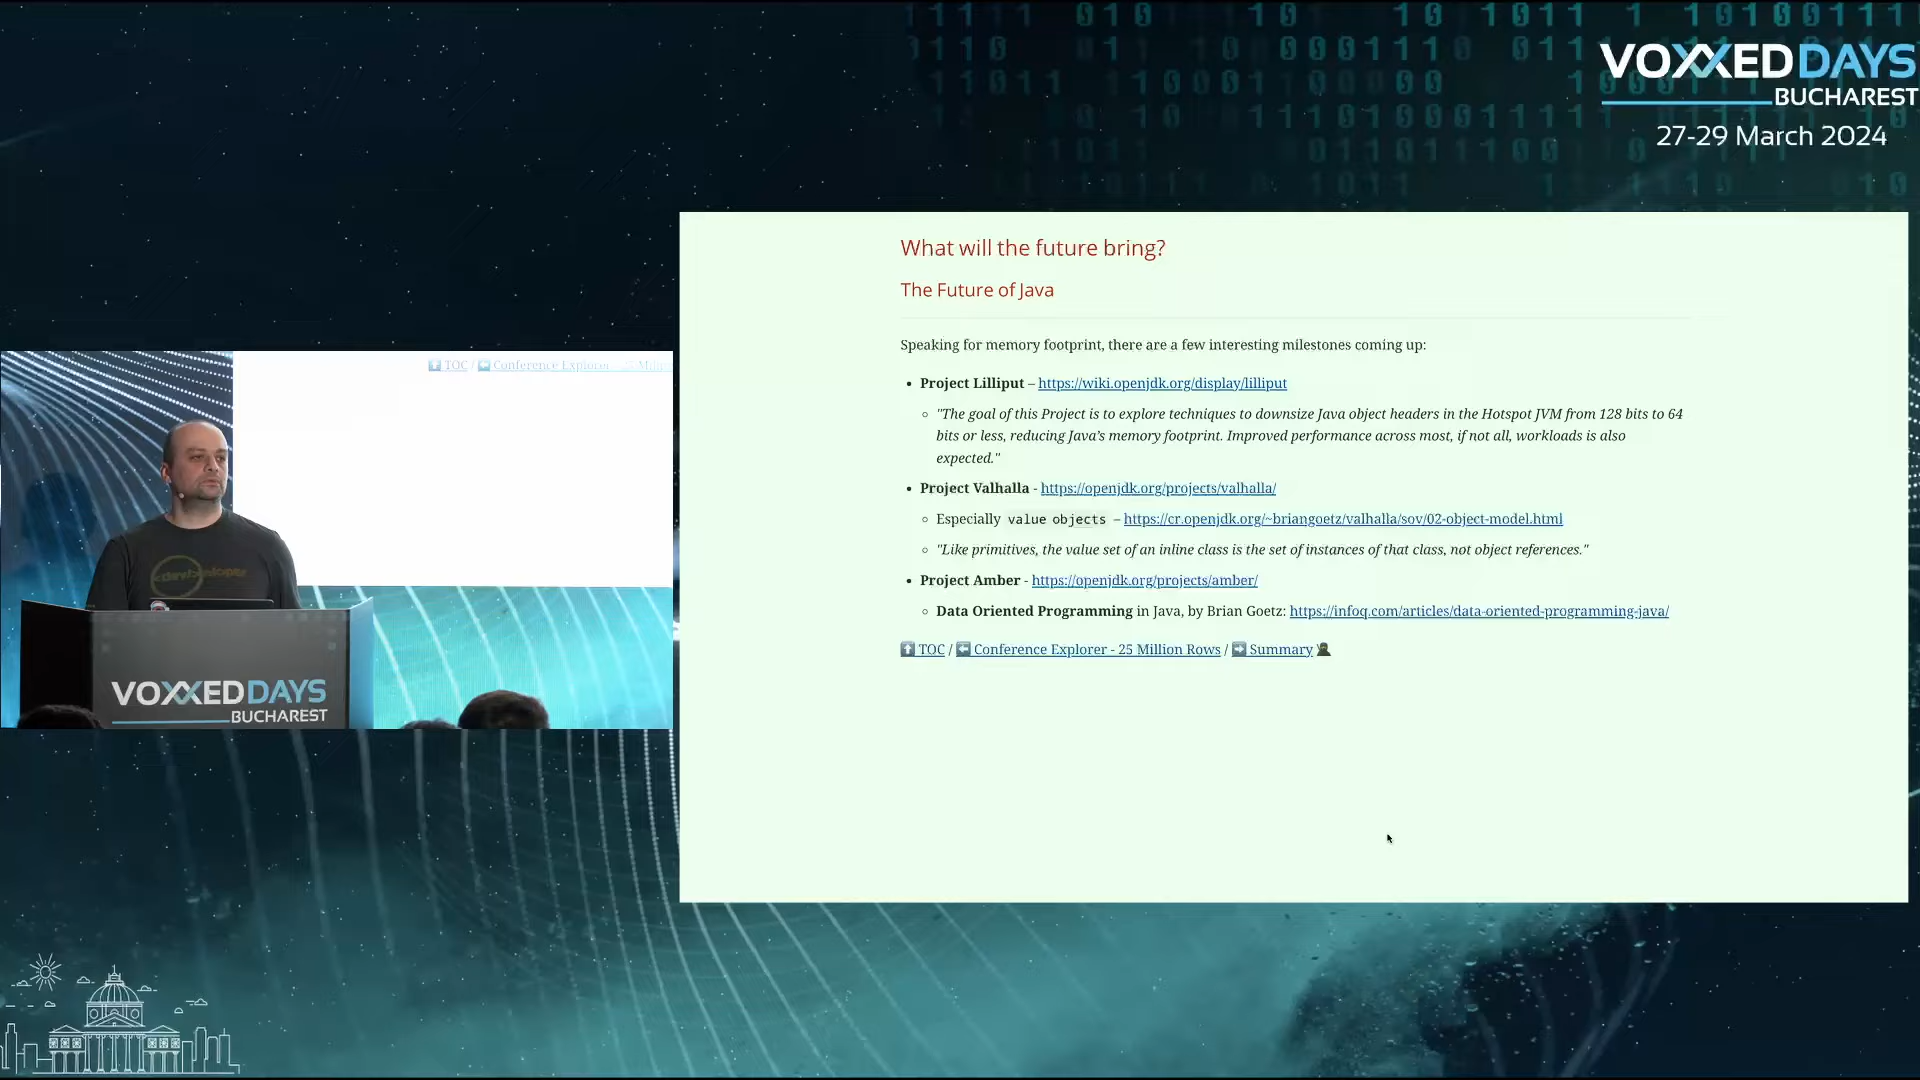 VOXXEDDAYS
BUCHAREST
27-29 March 2024
What will the future bring?
The Future of Java
Speaking for memory footprint, there are a few interesting milestones coming up:
• Project Lilliput – https://wiki.openjdk.org/display/lilliput
◦ "The goal of this Project is to explore techniques to downsize Java object headers in the Hotspot JVM from 128 bits to 64
bits or less, reducing Java’s memory footprint. Improved performance across most, if not all, workloads is also
expected."
• Project Valhalla - https://openjdk.org/projects/valhalla/
◦ Especially value objects – https://cr.openjdk.org/~briangoetz/valhalla/sov/02-object-model.html
◦ "Like primitives, the value set of an inline class is the set of instances of that class, not object references."
• Project Amber - https://openjdk.org/projects/amber/
◦ Data Oriented Programming in Java, by Brian Goetz: https://infoq.com/articles/data-oriented-programming-java/
⬆️ TOC / ⬅️ Conference Explorer - 25 Million Rows / ➡️ Summary
TOC / Conference Explorer
VOXXEDDAYS
BUCHAREST